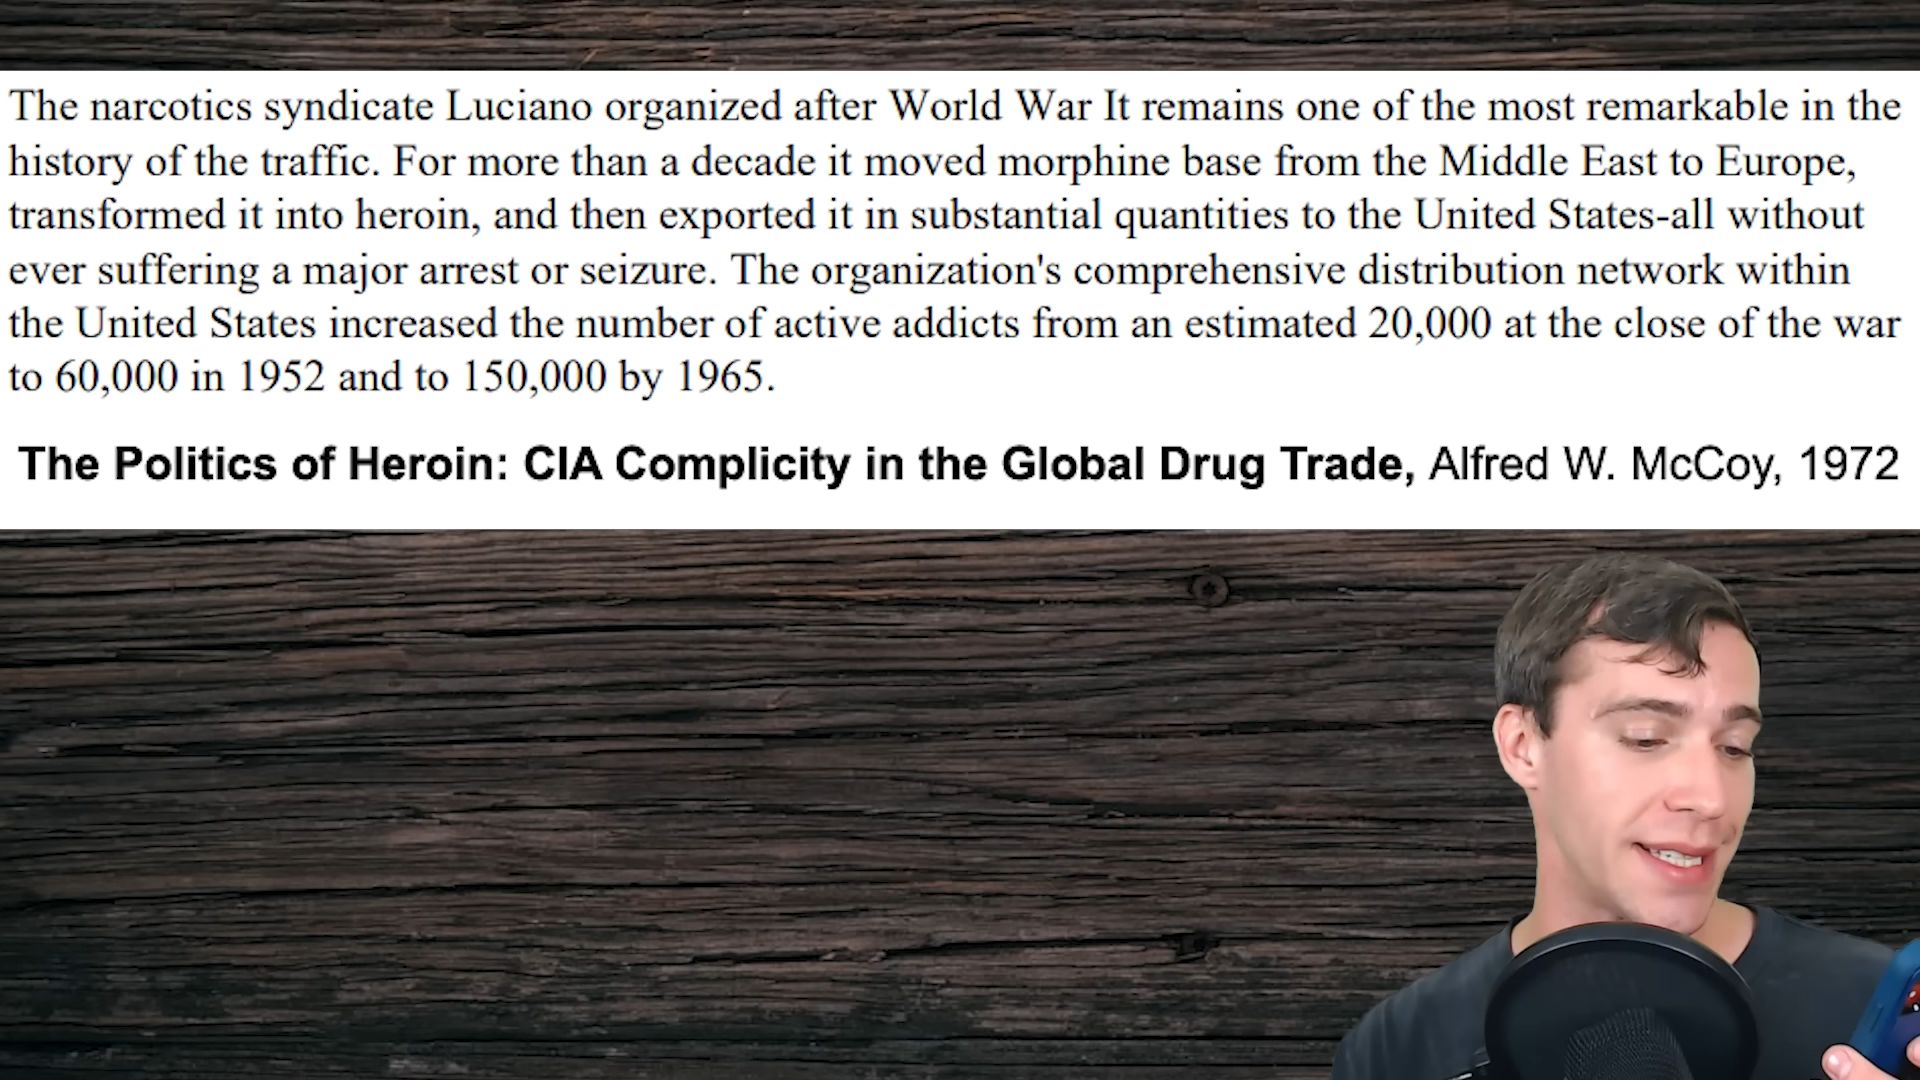 The narcotics syndicate Luciano organized after World War It remains one of the most remarkable in the
history of the traffic. For more than a decade it moved morphine base from the Middle East to Europe,
transformed it into heroin, and then exported it in substantial quantities to the United States-all without
ever suffering a major arrest or seizure. The organization's comprehensive distribution network within
the United States increased the number of active addicts from an estimated 20,000 at the close of the war
to 60,000 in 1952 and to 150,000 by 1965.
The Politics of Heroin: CIA Complicity in the Global Drug Trade, Alfred W. McCoy, 1972